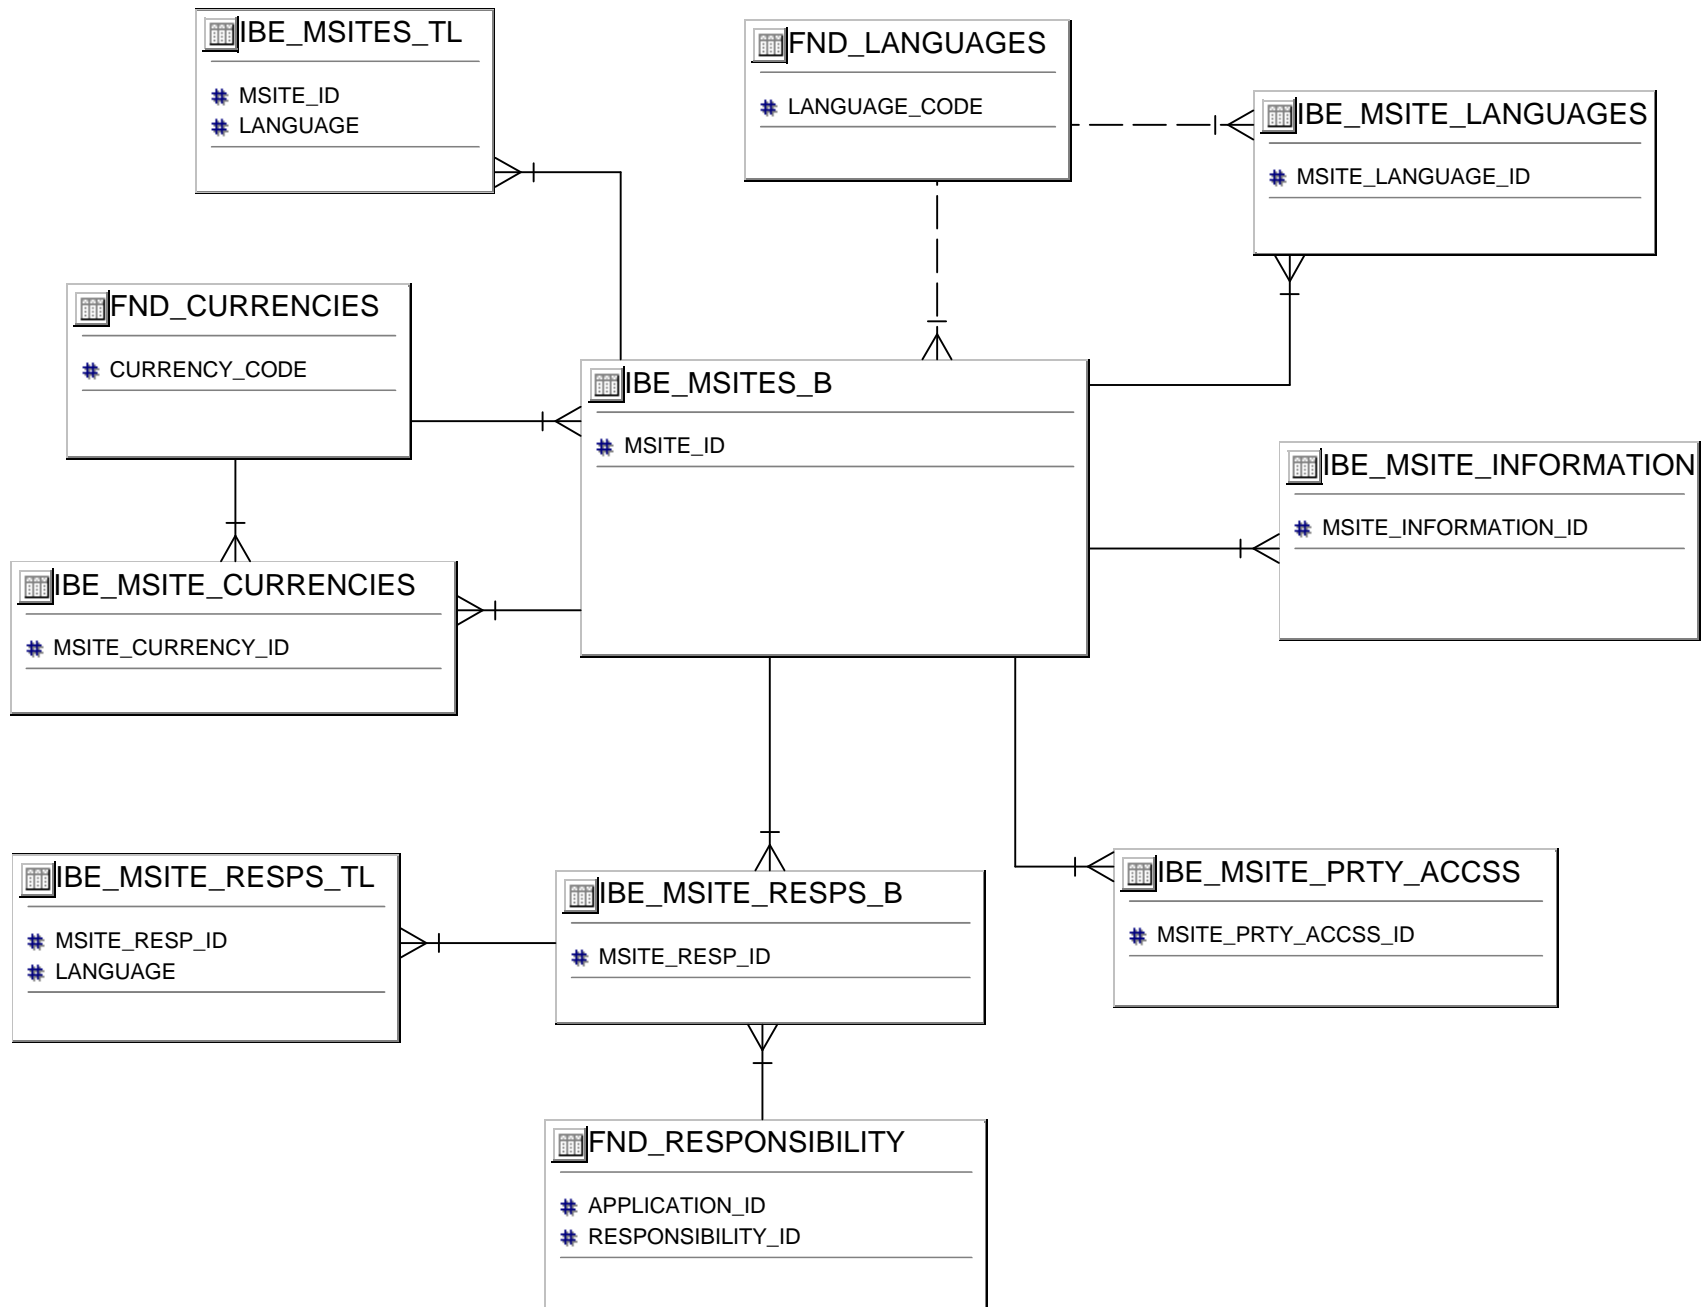 IBE_MSITES_TL
# MSITE_ID
# LANGUAGE
FND_LANGUAGES
# LANGUAGE_CODE
IBE_MSITE_LANGUAGES
# MSITE_LANGUAGE_ID
FND_CURRENCIES
# CURRENCY_CODE
IBE_MSITES_B
# MSITE_ID
IBE_MSITE_INFORMATION
# MSITE_INFORMATION_ID
IBE_MSITE_CURRENCIES
# MSITE_CURRENCY_ID
IBE_MSITE_RESPS_TL
# MSITE_RESP_ID
# LANGUAGE
IBE_MSITE_RESPS_B
# MSITE_RESP_ID
IBE_MSITE_PRTY_ACCSS
# MSITE_PRTY_ACCSS_ID
FND_RESPONSIBILITY
# APPLICATION_ID
# RESPONSIBILITY_ID